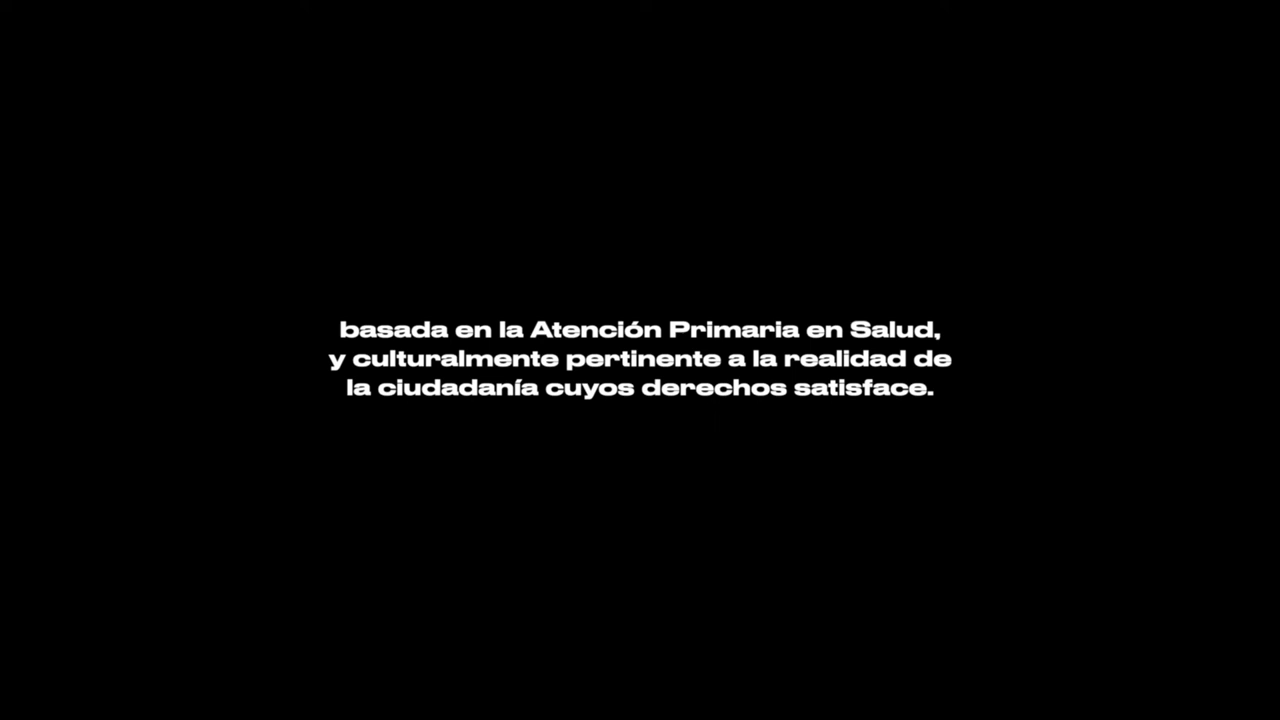 basada en la Atención Primaria en Salud,
y culturalmente pertinente a la realidad de
la ciudadanía cuyos derechos satisface.